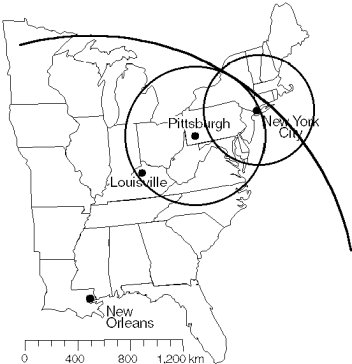 Pittsburgh
New York
City
Louisville
New
Orleans
0 400 800 1,200 km